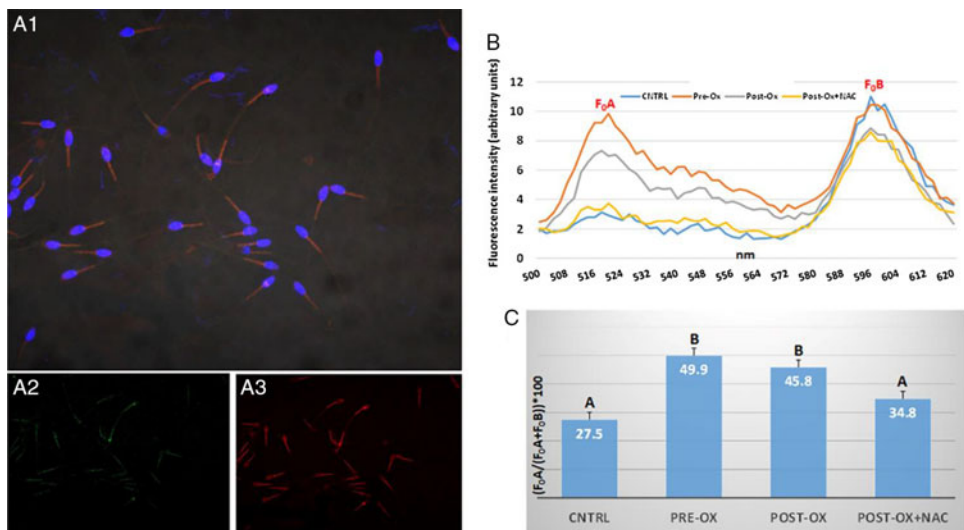 A1
A2
A3
B
Fluorescence intensity (arbitrary units)
12
10
8
6
4
2
0
CNTRL Pre-Ox Post-Ox Post-Ox+NAC
F₀A
F₀B
nm
500 508 516 524 532 540 548 556 564 572 580 588 596 604 612 620
C
(F₀A/(F₀A+F₀B))*100
A
B
B
A
27.5
49.9
45.8
34.8
CNTRL PRE-OX POST-OX POST-OX+NAC